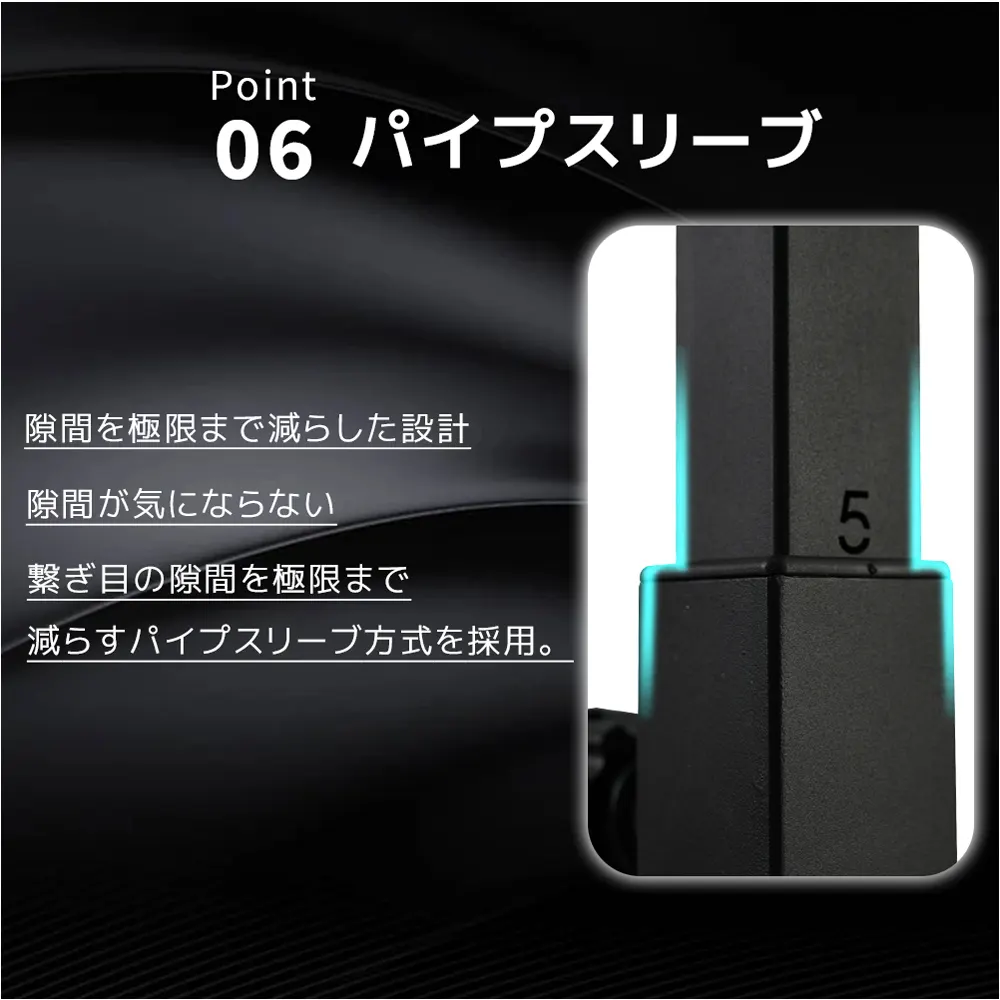 Point
06 パイプスリーブ
隙間を極限まで減らした設計
隙間が気にならない
繋ぎ目の隙間を極限まで
減らすパイプスリーブ方式を採用。
5